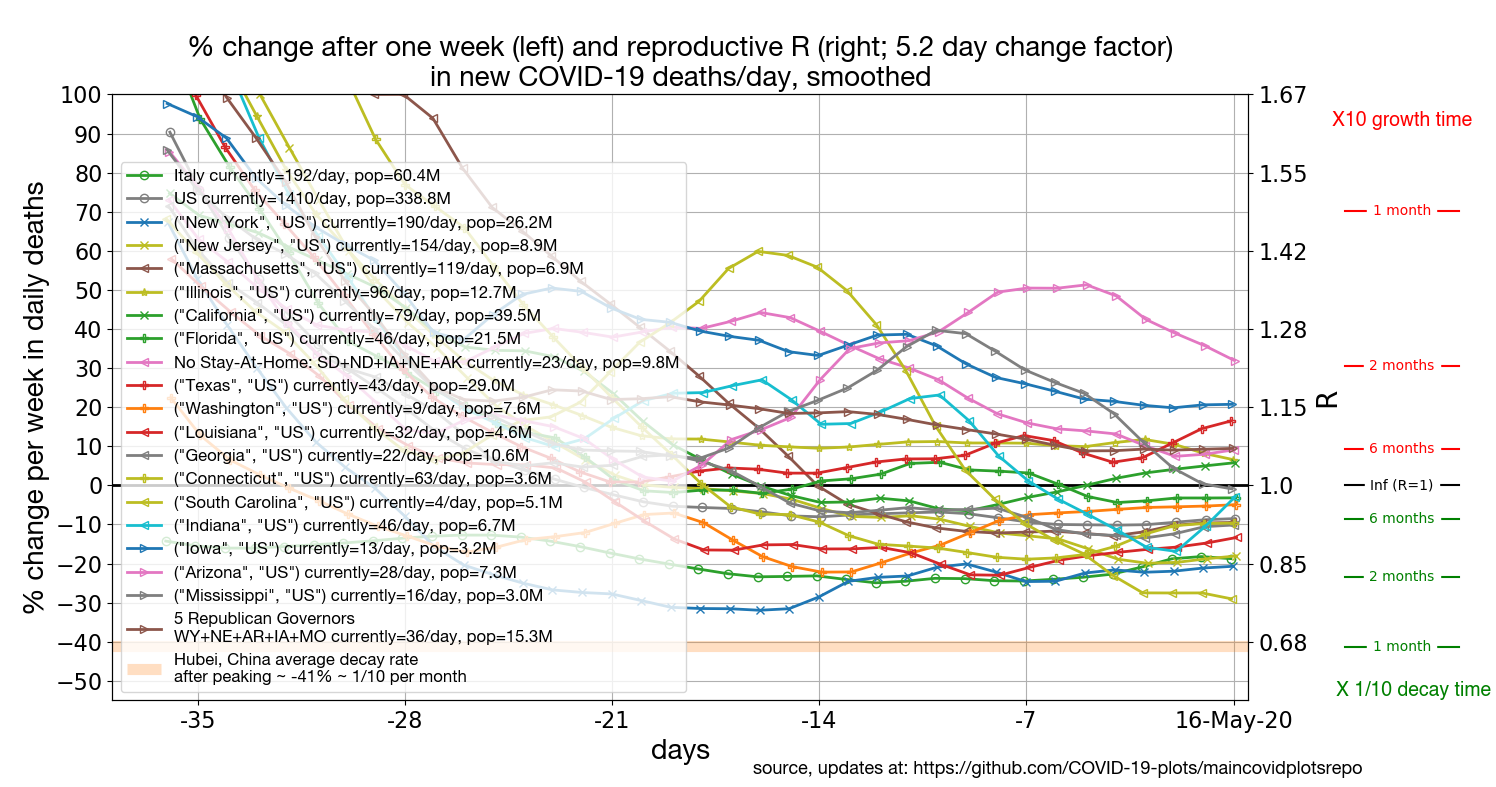 % change after one week (left) and reproductive R (right; 5.2 day change factor)
in new COVID-19 deaths/day, smoothed
% change per week in daily deaths
100
90
80
70
60
50
40
30
20
10
0
−10
−20
−30
−40
−50
Italy currently=192/day, pop=60.4M
US currently=1410/day, pop=338.8M
("New York", "US") currently=190/day, pop=26.2M
("New Jersey", "US") currently=154/day, pop=8.9M
("Massachusetts", "US") currently=119/day, pop=6.9M
("Illinois", "US") currently=96/day, pop=12.7M
("California", "US") currently=79/day, pop=39.5M
("Florida", "US") currently=46/day, pop=21.5M
No Stay-At-Home: SD+ND+IA+NE+AK currently=23/day, pop=9.8M
("Texas", "US") currently=43/day, pop=29.0M
("Washington", "US") currently=9/day, pop=7.6M
("Louisiana", "US") currently=32/day, pop=4.6M
("Georgia", "US") currently=22/day, pop=10.6M
("Connecticut", "US") currently=63/day, pop=3.6M
("South Carolina", "US") currently=4/day, pop=5.1M
("Indiana", "US") currently=46/day, pop=6.7M
("Iowa", "US") currently=13/day, pop=3.2M
("Arizona", "US") currently=28/day, pop=7.3M
("Mississippi", "US") currently=16/day, pop=3.0M
5 Republican Governors
WY+NE+AR+IA+MO currently=36/day, pop=15.3M
Hubei, China average decay rate
after peaking ~ -41% ~ 1/10 per month
-35
-28
-21
-14
-7
16-May-20
days
1.67
1.55
1.42
1.28
1.15
1.0
0.85
0.68
R
X10 growth time
1 month
2 months
6 months
Inf (R=1)
6 months
2 months
1 month
X 1/10 decay time
source, updates at: https://github.com/COVID-19-plots/maincovidplotsrepo